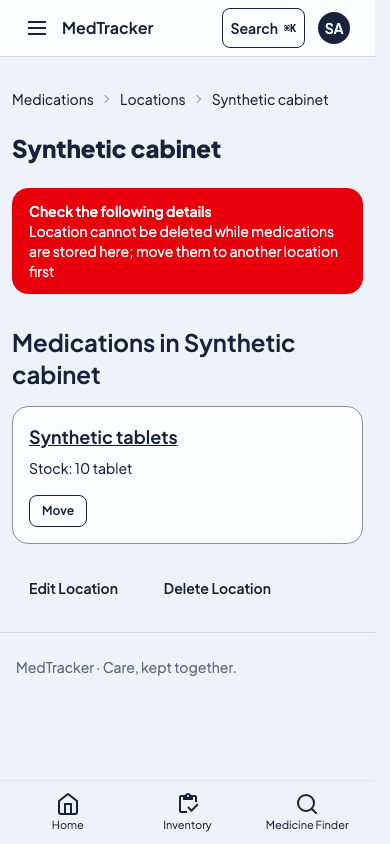 MedTracker
Search ⌘K
SA
Medications > Locations > Synthetic cabinet
Synthetic cabinet
Check the following details
Location cannot be deleted while medications
are stored here; move them to another location
first
Medications in Synthetic
cabinet
Synthetic tablets
Stock: 10 tablet
Move
Edit Location
Delete Location
MedTracker · Care, kept together.
Home
Inventory
Medicine Finder